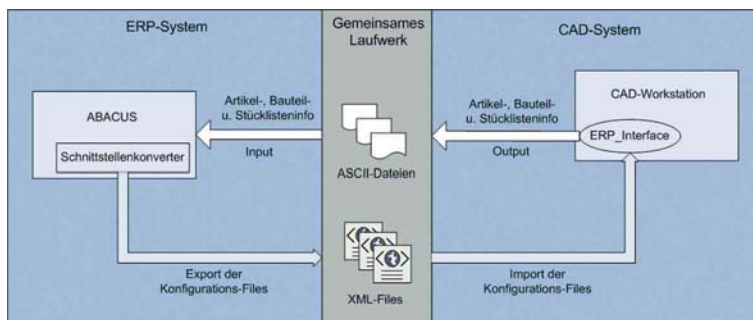 ERP-System
Gemeinsames
Laufwerk
CAD-System
ABACUS
Schnittstellenkonverter
Artikel-, Bauteil-
u. Stücklisteninfo
Input
ASCII-Dateien
Artikel-, Bauteil-
u. Stücklisteninfo
Output
CAD-Workstation
ERP_Interface
Export der
Konfigurations-Files
XML-Files
Import der
Konfigurations-Files